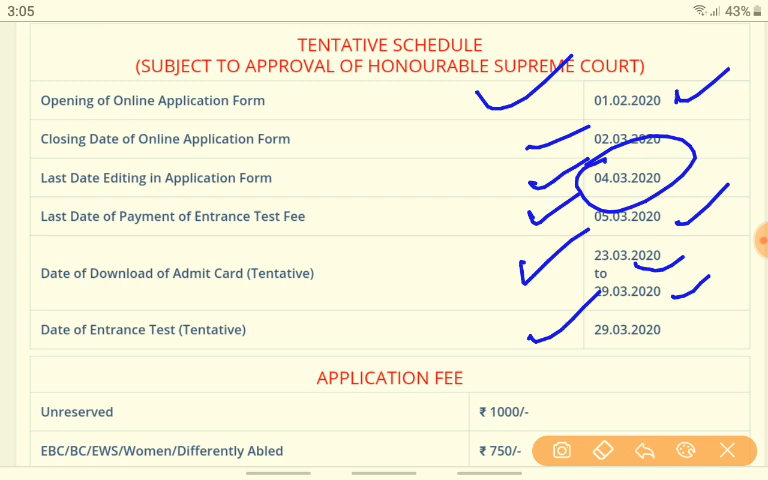 3:05
43%
TENTATIVE SCHEDULE
(SUBJECT TO APPROVAL OF HONOURABLE SUPREME COURT)
Opening of Online Application Form 01.02.2020
Closing Date of Online Application Form 02.03.2020
Last Date Editing in Application Form 04.03.2020
Last Date of Payment of Entrance Test Fee 05.03.2020
Date of Download of Admit Card (Tentative) 23.03.2020
to
29.03.2020
Date of Entrance Test (Tentative) 29.03.2020
APPLICATION FEE
Unreserved ₹ 1000/-
EBC/BC/EWS/Women/Differently Abled ₹ 750/-